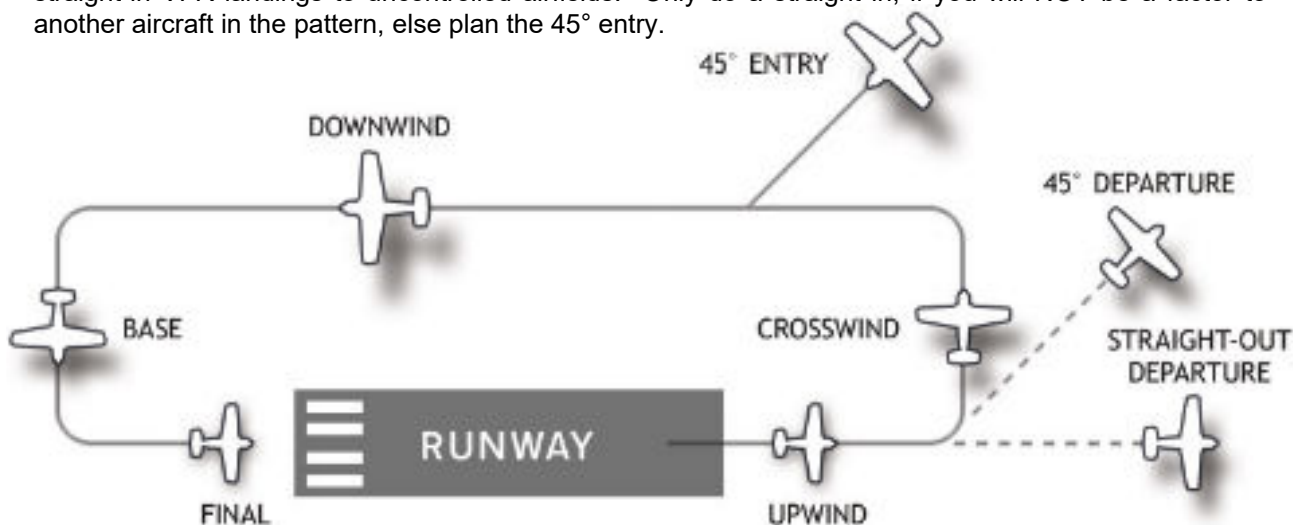 another aircraft in the pattern, else plan the 45° entry.
45° ENTRY
DOWNWIND
45° DEPARTURE
BASE
CROSSWIND
STRAIGHT-OUT
DEPARTURE
RUNWAY
FINAL
UPWIND